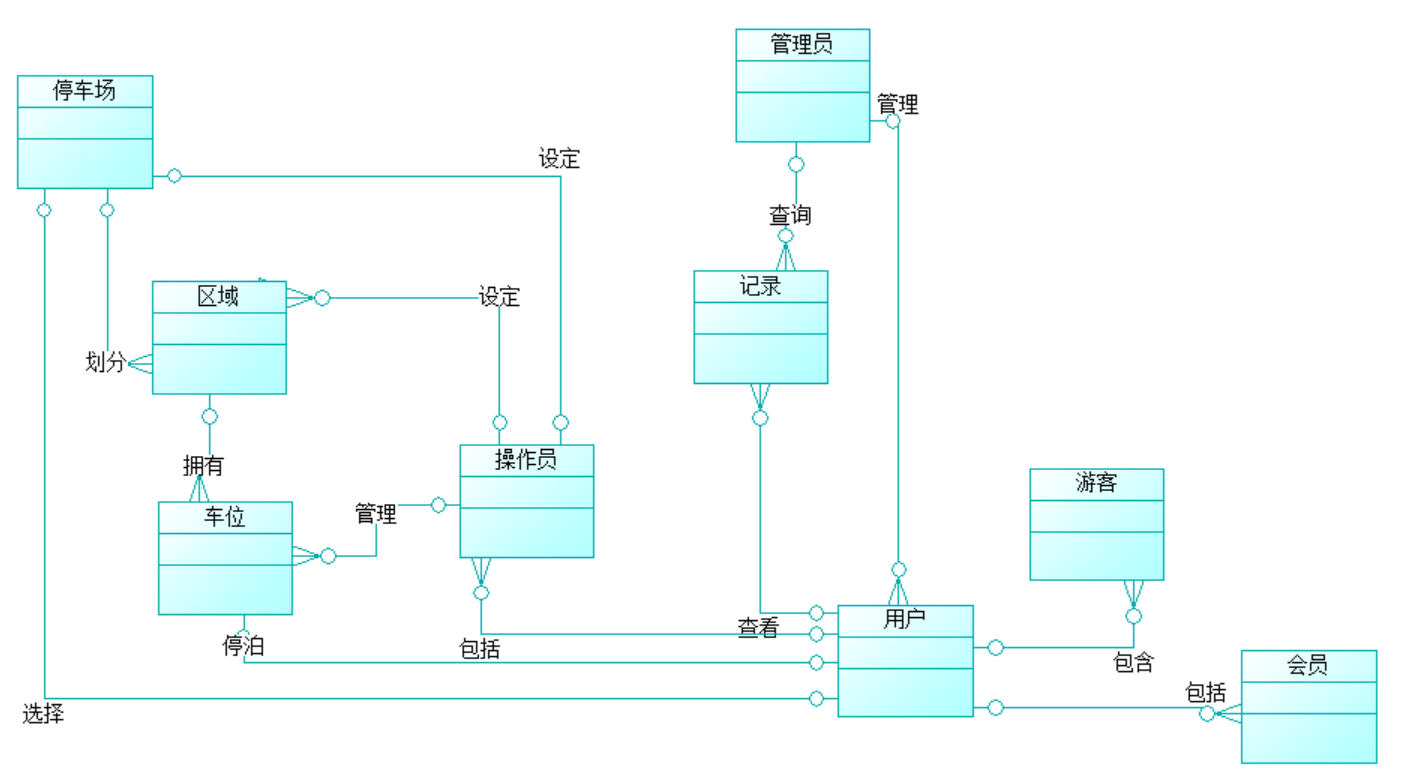 管理员
停车场
管理
设定
查询
记录
区域
设定
划分
操作员
拥有
游客
车位
管理
用户
查看
停泊
包括
包含
会员
包括
选择